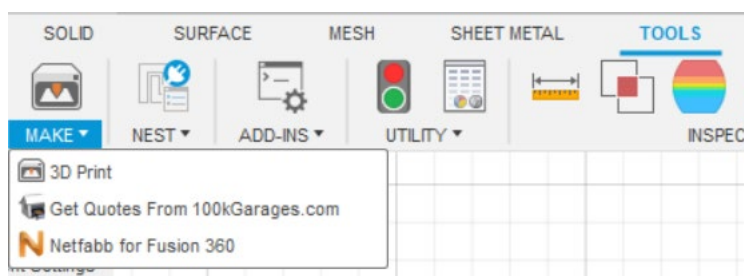 SOLID SURFACE MESH SHEET METAL TOOLS
MAKE NEST ADD-INS UTILITY INSPEC
3D Print
Get Quotes From 100kGarages.com
Netfabb for Fusion 360